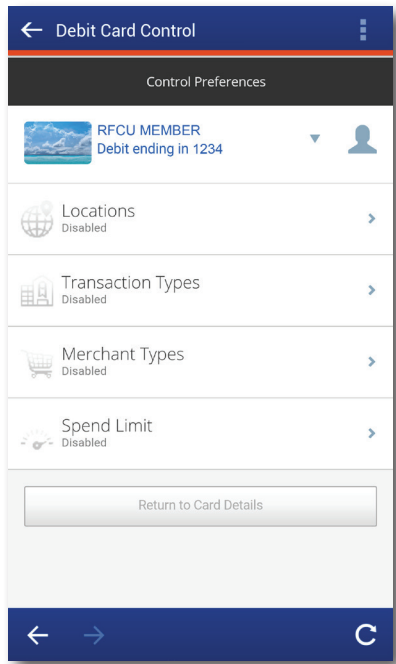 Debit Card Control
Control Preferences
RFCU MEMBER
Debit ending in 1234
Locations
Disabled
Transaction Types
Disabled
Merchant Types
Disabled
Spend Limit
Disabled
Return to Card Details